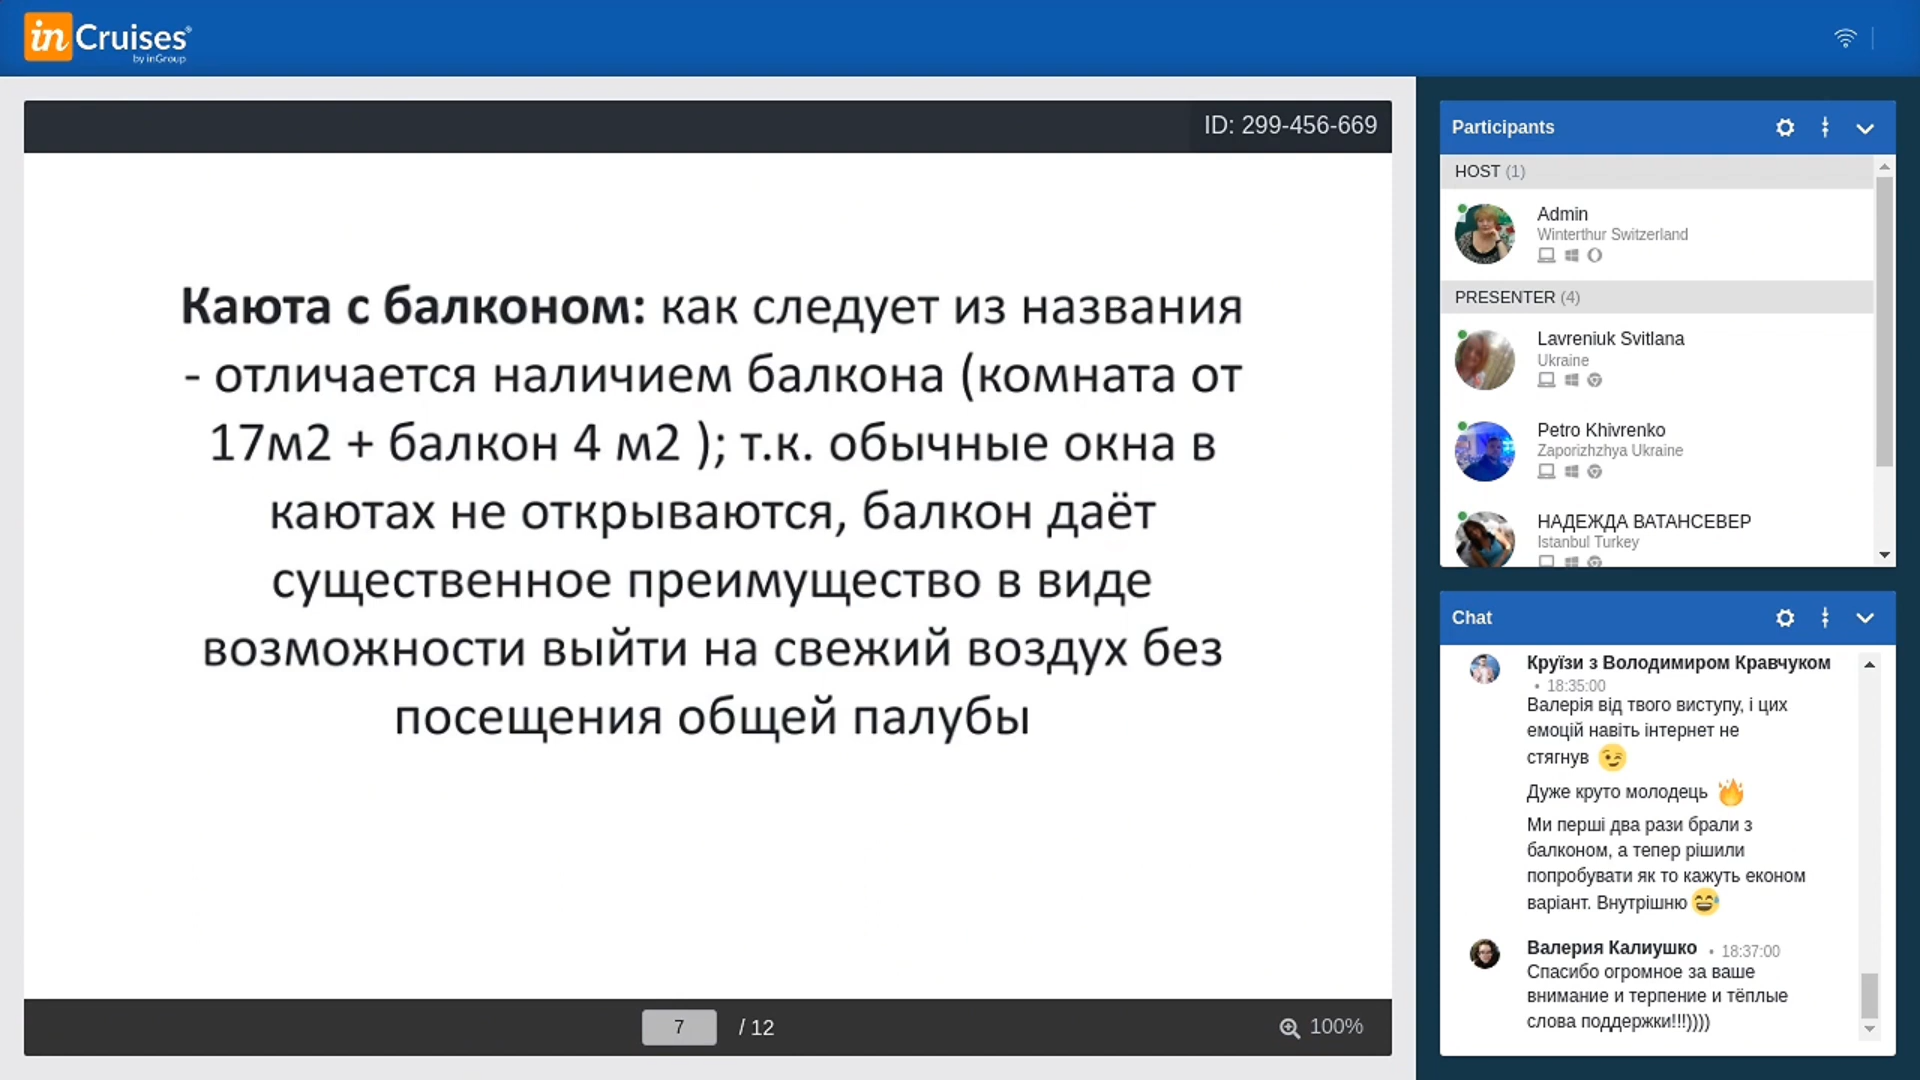 in Cruises®
by inGroup
ID: 299-456-669
Каюта с балконом: как следует из названия
- отличается наличием балкона (комната от
17м2 + балкон 4 м2 ); т.к. обычные окна в
каютах не открываются, балкон даёт
существенное преимущество в виде
возможности выйти на свежий воздух без
посещения общей палубы
7 / 12
100%
Participants
HOST (1)
Admin
Winterthur Switzerland
PRESENTER (4)
Lavreniuk Svitlana
Ukraine
Petro Khivrenko
Zaporizhzhya Ukraine
НАДЕЖДА ВАТАНСЕВЕР
Istanbul Turkey
Chat
Круїзи з Володимиром Кравчуком
• 18:35:00
Валерія від твого виступу, і цих
емоцій навіть інтернет не
стягнув 😉
Дуже круто молодець 🔥
Ми перші два рази брали з
балконом, а тепер рішили
попробувати як то кажуть економ
варіант. Внутрішню 😅
Валерия Калиушко • 18:37:00
Спасибо огромное за ваше
внимание и терпение и тёплые
слова поддержки!!!))))